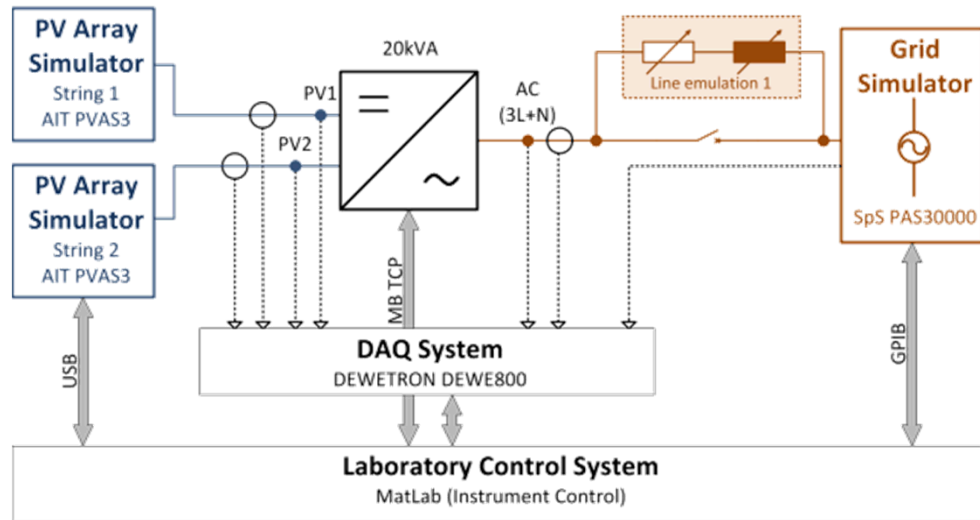 PV Array
Simulator
String 1
AIT PVAS3
PV Array
Simulator
String 2
AIT PVAS3
PV1
PV2
20kVA
AC
(3L+N)
Line emulation 1
Grid
Simulator
SpS PAS30000
USB
MB TCP
GPIB
DAQ System
DEWETRON DEWE800
Laboratory Control System
MatLab (Instrument Control)